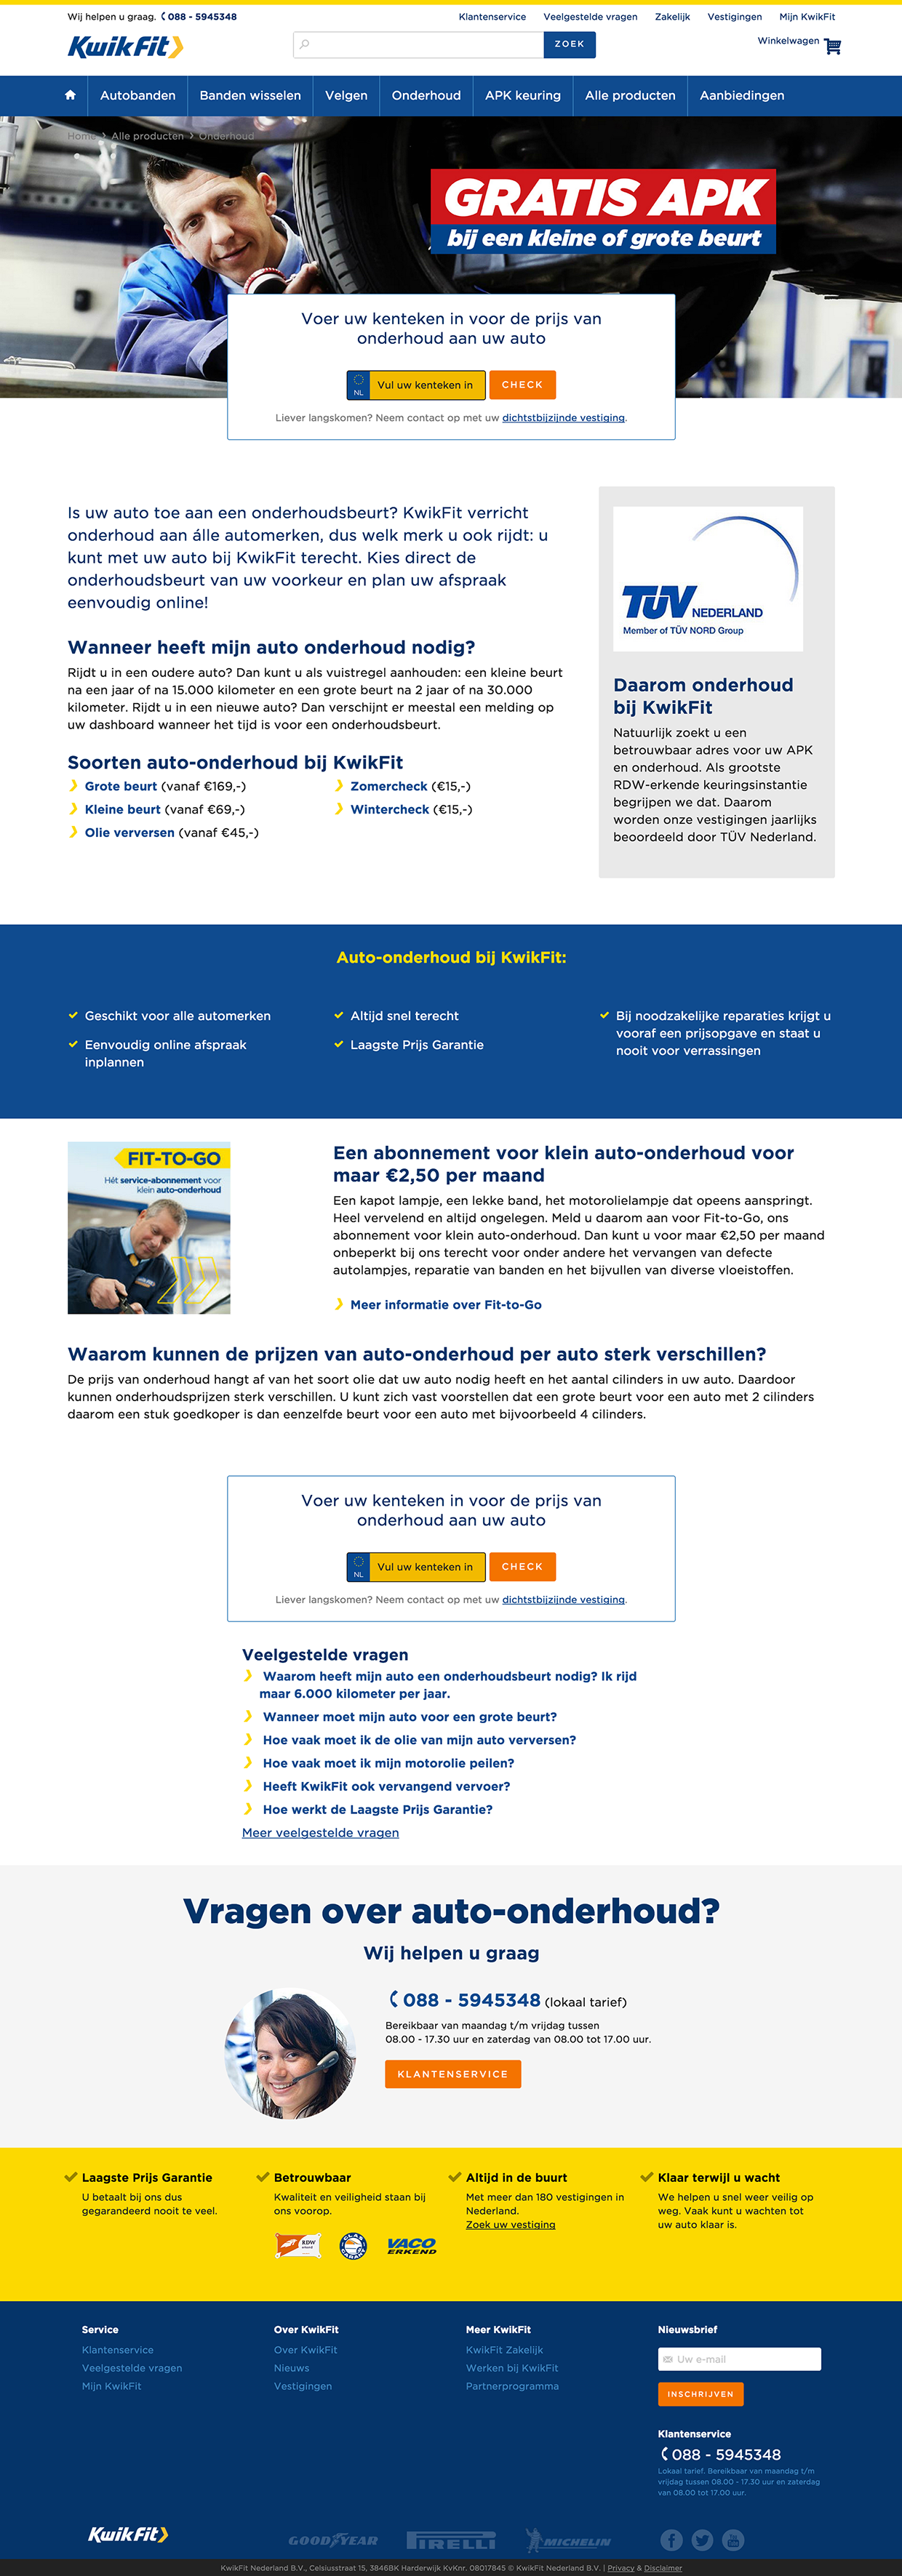 Wij helpen u graag. 088 - 5945348
Klantenservice Veelgestelde vragen Zakelijk Vestigingen Mijn KwikFit
KwikFit
ZOEK
Winkelwagen
Autobanden Banden wisselen Velgen Onderhoud APK keuring Alle producten Aanbiedingen
Home › Alle producten › Onderhoud
GRATIS APK
bij een kleine of grote beurt
Voer uw kenteken in voor de prijs van
onderhoud aan uw auto
NL Vul uw kenteken in CHECK
Liever langskomen? Neem contact op met uw dichtstbijzijnde vestiging.
Is uw auto toe aan een onderhoudsbeurt? KwikFit verricht
onderhoud aan álle automerken, dus welk merk u ook rijdt: u
kunt met uw auto bij KwikFit terecht. Kies direct de
onderhoudsbeurt van uw voorkeur en plan uw afspraak
eenvoudig online!
Wanneer heeft mijn auto onderhoud nodig?
Rijdt u in een oudere auto? Dan kunt u als vuistregel aanhouden: een kleine beurt
na een jaar of na 15.000 kilometer en een grote beurt na 2 jaar of na 30.000
kilometer. Rijdt u in een nieuwe auto? Dan verschijnt er meestal een melding op
uw dashboard wanneer het tijd is voor een onderhoudsbeurt.
Soorten auto-onderhoud bij KwikFit
Grote beurt (vanaf €169,-)
Kleine beurt (vanaf €69,-)
Olie verversen (vanaf €45,-)
Zomercheck (€15,-)
Wintercheck (€15,-)
TÜV NEDERLAND
Member of TÜV NORD Group
Daarom onderhoud
bij KwikFit
Natuurlijk zoekt u een
betrouwbaar adres voor uw APK
en onderhoud. Als grootste
RDW-erkende keuringsinstantie
begrijpen we dat. Daarom
worden onze vestigingen jaarlijks
beoordeeld door TÜV Nederland.
Auto-onderhoud bij KwikFit:
Geschikt voor alle automerken
Eenvoudig online afspraak
inplannen
Altijd snel terecht
Laagste Prijs Garantie
Bij noodzakelijke reparaties krijgt u
vooraf een prijsopgave en staat u
nooit voor verrassingen
FIT-TO-GO
Hét service-abonnement voor
klein auto-onderhoud
Een abonnement voor klein auto-onderhoud voor
maar €2,50 per maand
Een kapot lampje, een lekke band, het motorolielampje dat opeens aanspringt.
Heel vervelend en altijd ongelegen. Meld u daarom aan voor Fit-to-Go, ons
abonnement voor klein auto-onderhoud. Dan kunt u voor maar €2,50 per maand
onbeperkt bij ons terecht voor onder andere het vervangen van defecte
autolampjes, reparatie van banden en het bijvullen van diverse vloeistoffen.
Meer informatie over Fit-to-Go
Waarom kunnen de prijzen van auto-onderhoud per auto sterk verschillen?
De prijs van onderhoud hangt af van het soort olie dat uw auto nodig heeft en het aantal cilinders in uw auto. Daardoor
kunnen onderhoudsprijzen sterk verschillen. U kunt zich vast voorstellen dat een grote beurt voor een auto met 2 cilinders
daarom een stuk goedkoper is dan eenzelfde beurt voor een auto met bijvoorbeeld 4 cilinders.
Voer uw kenteken in voor de prijs van
onderhoud aan uw auto
NL Vul uw kenteken in CHECK
Liever langskomen? Neem contact op met uw dichtstbijzijnde vestiging.
Veelgestelde vragen
Waarom heeft mijn auto een onderhoudsbeurt nodig? Ik rijd
maar 6.000 kilometer per jaar.
Wanneer moet mijn auto voor een grote beurt?
Hoe vaak moet ik de olie van mijn auto verversen?
Hoe vaak moet ik mijn motorolie peilen?
Heeft KwikFit ook vervangend vervoer?
Hoe werkt de Laagste Prijs Garantie?
Meer veelgestelde vragen
Vragen over auto-onderhoud?
Wij helpen u graag
088 - 5945348 (lokaal tarief)
Bereikbaar van maandag t/m vrijdag tussen
08.00 - 17.30 uur en zaterdag van 08.00 tot 17.00 uur.
KLANTENSERVICE
Laagste Prijs Garantie
U betaalt bij ons dus
gegarandeerd nooit te veel.
Betrouwbaar
Kwaliteit en veiligheid staan bij
ons voorop.
RDW
VACO
ERKEND
Altijd in de buurt
Met meer dan 180 vestigingen in
Nederland.
Zoek uw vestiging
Klaar terwijl u wacht
We helpen u snel weer veilig op
weg. Vaak kunt u wachten tot
uw auto klaar is.
Service
Klantenservice
Veelgestelde vragen
Mijn KwikFit
Over KwikFit
Over KwikFit
Nieuws
Vestigingen
Meer KwikFit
KwikFit Zakelijk
Werken bij KwikFit
Partnerprogramma
Nieuwsbrief
Uw e-mail
INSCHRIJVEN
Klantenservice
088 - 5945348
Lokaal tarief. Bereikbaar van maandag t/m
vrijdag tussen 08.00 - 17.30 uur en zaterdag
van 08.00 tot 17.00 uur.
KwikFit GOODYEAR PIRELLI MICHELIN You Tube
KwikFit Nederland B.V., Celsiusstraat 15, 3846BK Harderwijk KvKnr. 08017845 © KwikFit Nederland B.V. | Privacy & Disclaimer